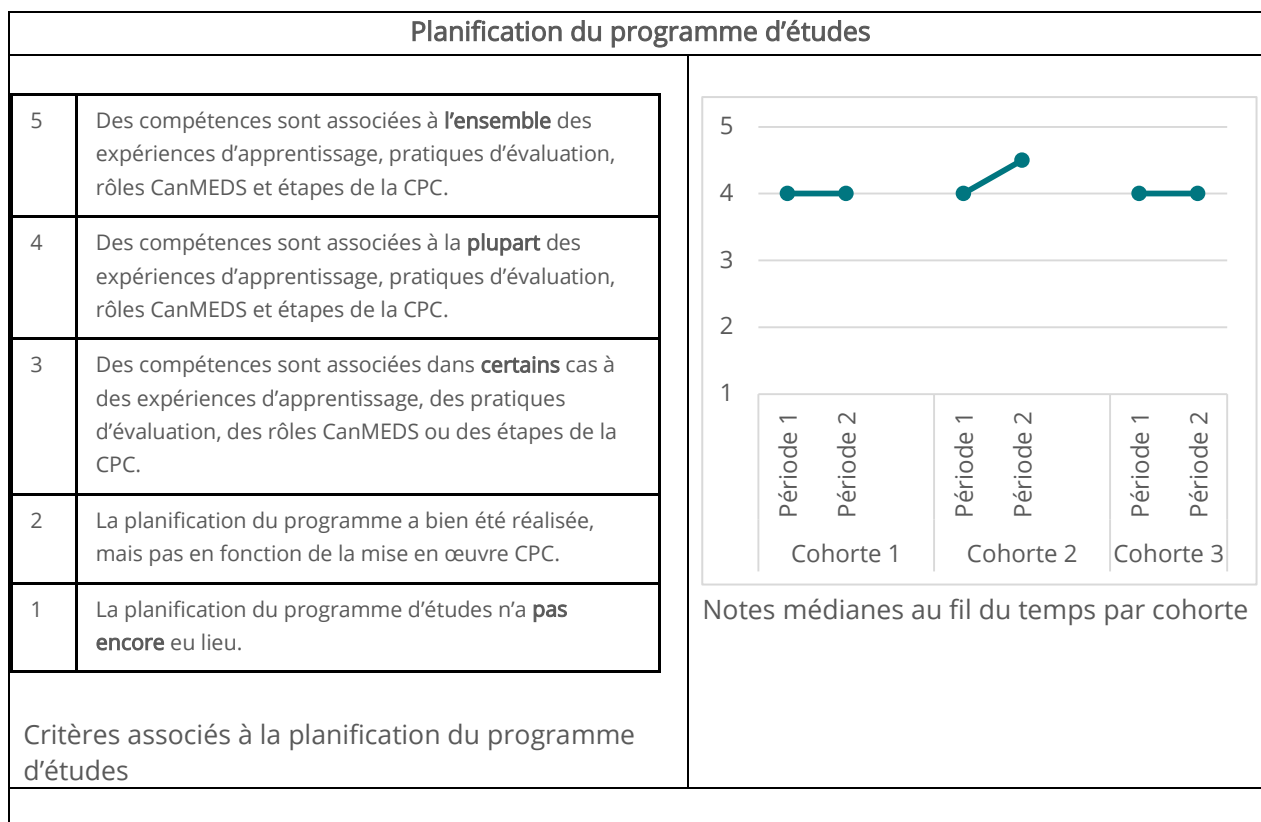 Planification du programme d’études
5 Des compétences sont associées à l'ensemble des
expériences d’apprentissage, pratiques d’évaluation,
rôles CanMEDS et étapes de la CPC.
4 Des compétences sont associées à la plupart des
expériences d’apprentissage, pratiques d’évaluation,
rôles CanMEDS et étapes de la CPC.
3 Des compétences sont associées dans certains cas à
des expériences d’apprentissage, des pratiques
d’évaluation, des rôles CanMEDS ou des étapes de la
CPC.
2 La planification du programme a bien été réalisée,
mais pas en fonction de la mise en œuvre CPC.
1 La planification du programme d’études n’a pas
encore eu lieu.
Critères associés à la planification du programme
d’études
5
4
3
2
1
Période 1
Période 2
Période 1
Période 2
Période 1
Période 2
Cohorte 1 Cohorte 2 Cohorte 3
Notes médianes au fil du temps par cohorte